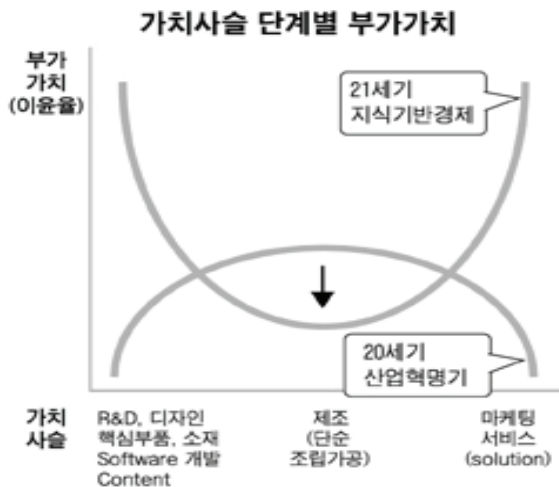 가치사슬 단계별 부가가치
부가
가치
(이윤율)
21세기
지식기반경제
20세기
산업혁명기
가치
사슬
R&D, 디자인
핵심부품, 소재
Software 개발
Content
제조
(단순
조립가공)
마케팅
서비스
(solution)